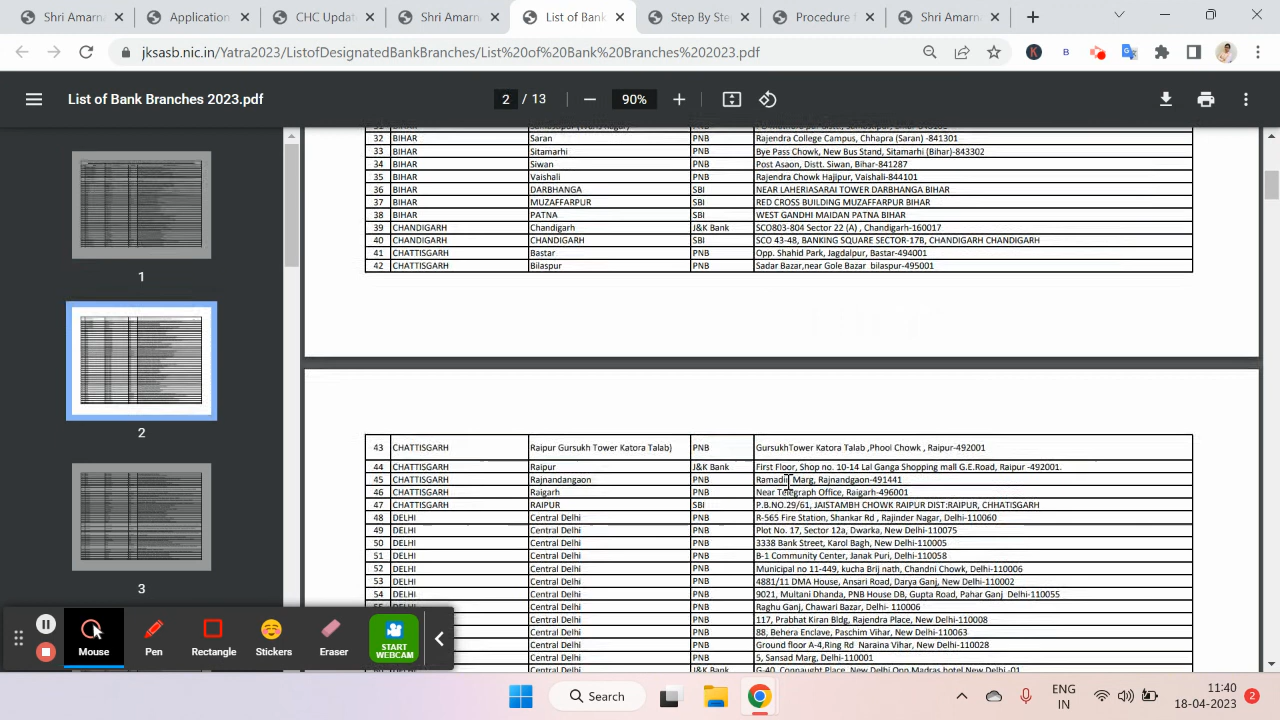 Shri Amarna
Application
CHC Updat
Shri Amarna
List of Bank
Step By Ste
Procedure f
Shri Amarna
jksasb.nic.in/Yatra2023/ListofDesignatedBankBranches/List%20of%20Bank%20Branches%202023.pdf
List of Bank Branches 2023.pdf
2 / 13
90%
32 BIHAR Saran PNB Rajendra College Campus, Chhapra (Saran) -841301
33 BIHAR Sitamarhi PNB Bye Pass Chowk, New Bus Stand, Sitamarhi (Bihar)-843302
34 BIHAR Siwan PNB Post Asaon, Distt. Siwan, Bihar-841287
35 BIHAR Vaishali PNB Rajendra Chowk Hajipur, Vaishali-844101
36 BIHAR DARBHANGA SBI NEAR LAHERIASARAI TOWER DARBHANGA BIHAR
37 BIHAR MUZAFFARPUR SBI RED CROSS BUILDING MUZAFFARPUR BIHAR
38 BIHAR PATNA SBI WEST GANDHI MAIDAN PATNA BIHAR
39 CHANDIGARH Chandigarh J&K Bank SCO803-804 Sector 22 (A) , Chandigarh-160017
40 CHANDIGARH CHANDIGARH SBI SCO 43-48, BANKING SQUARE SECTOR-17B, CHANDIGARH CHANDIGARH
41 CHATTISGARH Bastar PNB Opp. Shahid Park, Jagdalpur, Bastar-494001
42 CHATTISGARH Bilaspur PNB Sadar Bazar,near Gole Bazar bilaspur-495001
1
43 CHATTISGARH Raipur Gursukh Tower Katora Talab) PNB GursukhTower Katora Talab ,Phool Chowk , Raipur-492001
44 CHATTISGARH Raipur J&K Bank First Floor, Shop no. 10-14 Lal Ganga Shopping mall G.E.Road, Raipur -492001.
45 CHATTISGARH Rajnandangaon PNB Marg, Rajnandgaon-491441
46 CHATTISGARH Raigarh PNB Near Telegraph Office, Raigarh-496001
47 CHATTISGARH RAIPUR SBI P.B.NO.29/61, JAISTAMBH CHOWK RAIPUR DIST:RAIPUR, CHHATISGARH
48 DELHI Central Delhi PNB R-565 Fire Station, Shankar Rd , Rajinder Nagar, Delhi-110060
49 DELHI Central Delhi PNB Plot No. 17, Sector 12a, Dwarka, New Delhi-110075
50 DELHI Central Delhi PNB 3338 Bank Street, Karol Bagh, New Delhi-110005
51 DELHI Central Delhi PNB B-1 Community Center, Janak Puri, Delhi-110058
52 DELHI Central Delhi PNB Municipal no 11-449, kucha Brij nath, Chandni Chowk, Delhi-110006
53 DELHI Central Delhi PNB 4881/11 DMA House, Ansari Road, Darya Ganj, New Delhi-110002
54 DELHI Central Delhi PNB 9021, Multani Dhanda, PNB House DB, Gupta Road, Pahar Ganj Delhi-110055
Central Delhi PNB Raghu Ganj, Chawari Bazar, Delhi- 110006
Central Delhi PNB 117, Prabhat Kiran Bldg, Rajendra Place, New Delhi-110008
Central Delhi PNB 88, Behera Enclave, Paschim Vihar, New Delhi-110063
Central Delhi PNB Ground floor A-4,Ring Rd Naraina Vihar, New Delhi-110028
Central Delhi PNB 5, Sansad Marg, Delhi-110001
Central Delhi J&K Bank G-40, Connaught Place, New Delhi Opp Madras hotel New Delhi -01
2
3
Mouse
Pen
Rectangle
Stickers
Eraser
START
WEBCAM
Search
ENG
IN
11:40
18-04-2023
2